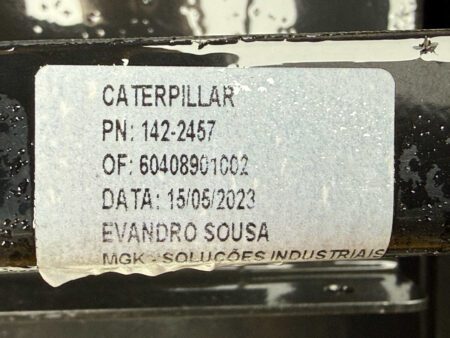 CATERPILLAR
PN: 142-2457
OF: 60408901002
DATA: 15/05/2023
EVANDRO SOUSA
MGK - SOLUÇÕES INDUSTRIAIS